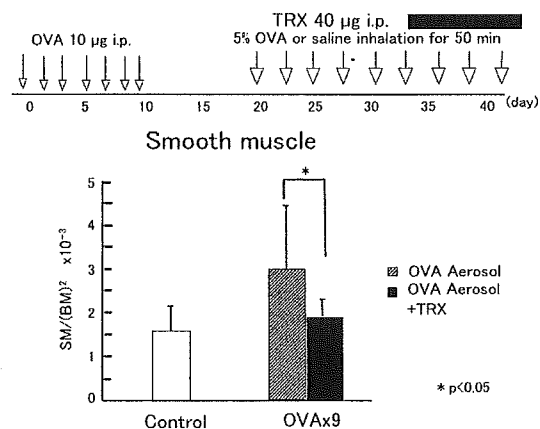 TRX 40 µg i.p.
OVA 10 µg i.p.
5% OVA or saline inhalation for 50 min
0 5 10 15 20 25 30 35 40 (day)
Smooth muscle
SM/(BM)² x10⁻³
5
4
3
2
1
0
*
OVA Aerosol
OVA Aerosol
+TRX
* p<0.05
Control
OVAx9